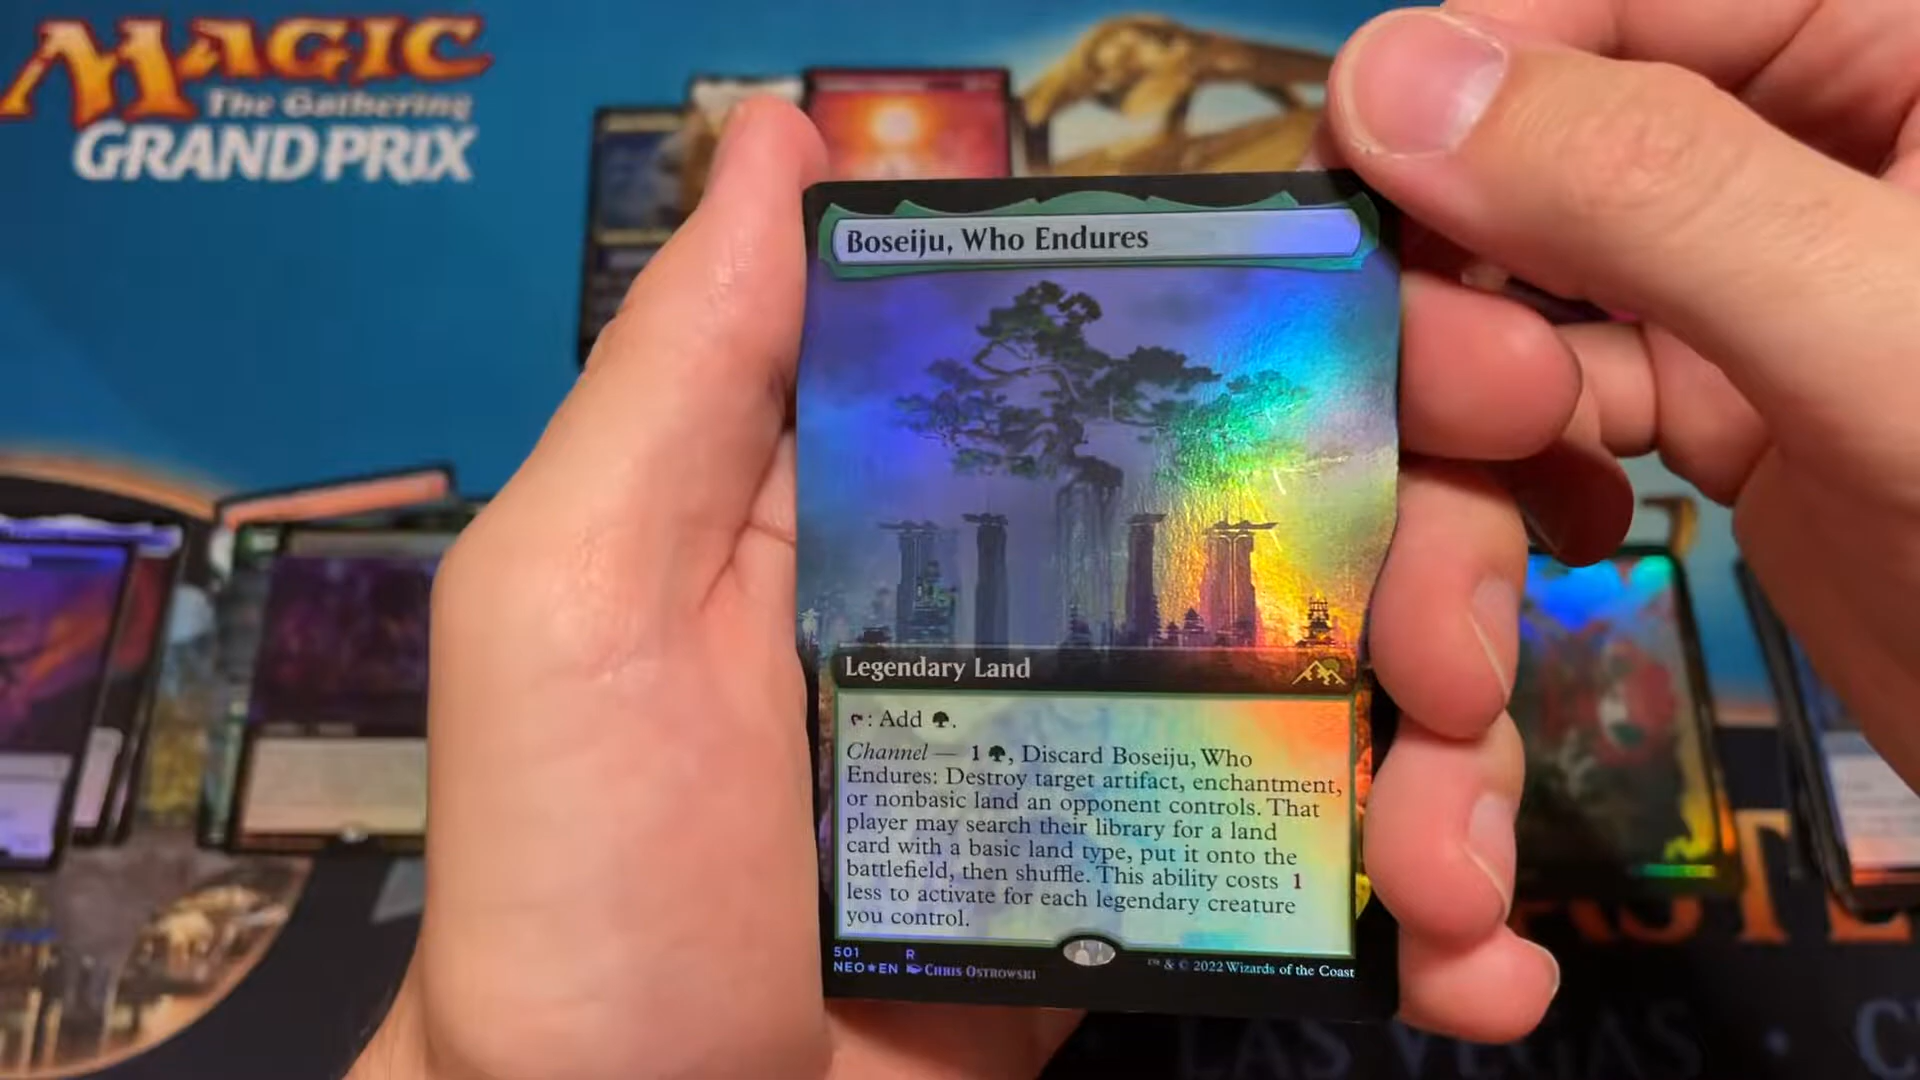 MAGIC
The Gathering
GRAND PRIX
Boseiju, Who Endures
Legendary Land
: Add .
Channel — 1 , Discard Boseiju, Who
Endures: Destroy target artifact, enchantment,
or nonbasic land an opponent controls. That
player may search their library for a land
card with a basic land type, put it onto the
battlefield, then shuffle. This ability costs 1
less to activate for each legendary creature
you control.
501 R
NEO★EN Chris Ostrowski
™ & © 2022 Wizards of the Coast
LAS VEGAS